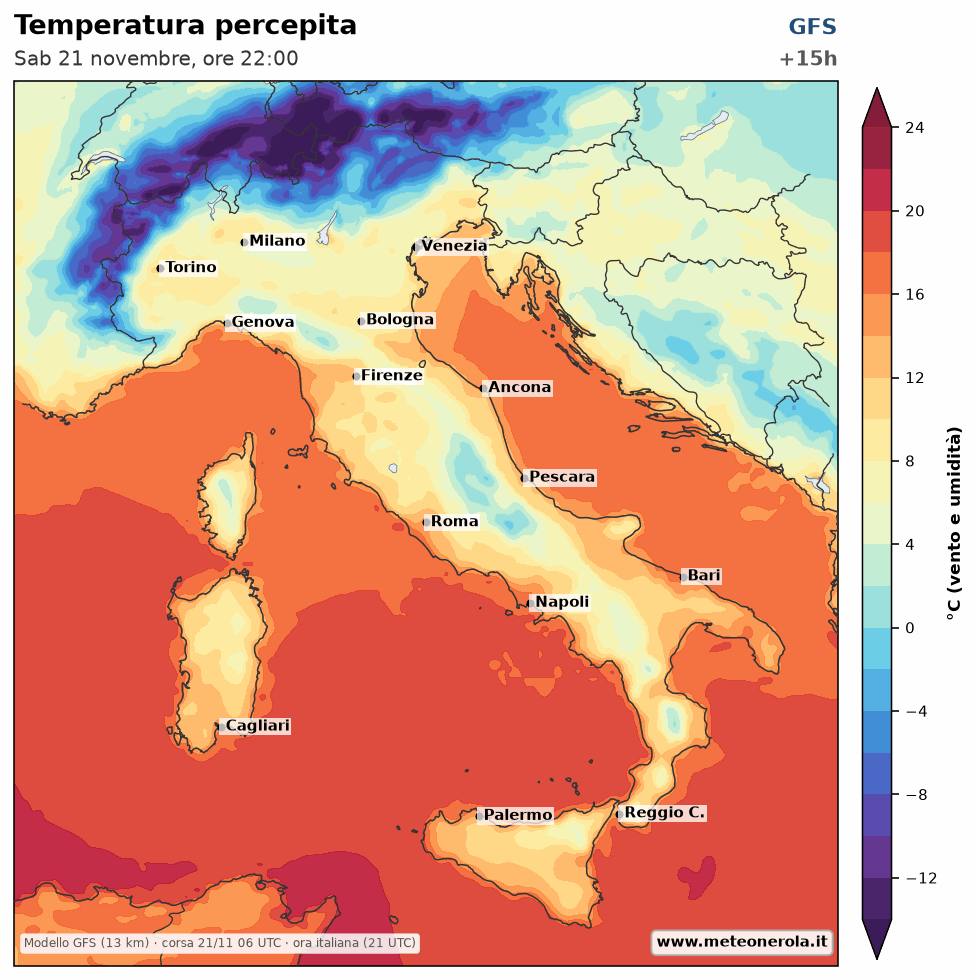 Temperatura percepita
GFS
Sab 21 novembre, ore 22:00
+15h
24
20
16
12
8
4
0
−4
−8
−12
°C (vento e umidità)
Milano
Venezia
Torino
Genova
Bologna
Firenze
Ancona
Pescara
Roma
Bari
Napoli
Cagliari
Palermo
Reggio C.
Modello GFS (13 km) · corsa 21/11 06 UTC · ora italiana (21 UTC)
www.meteonerola.it